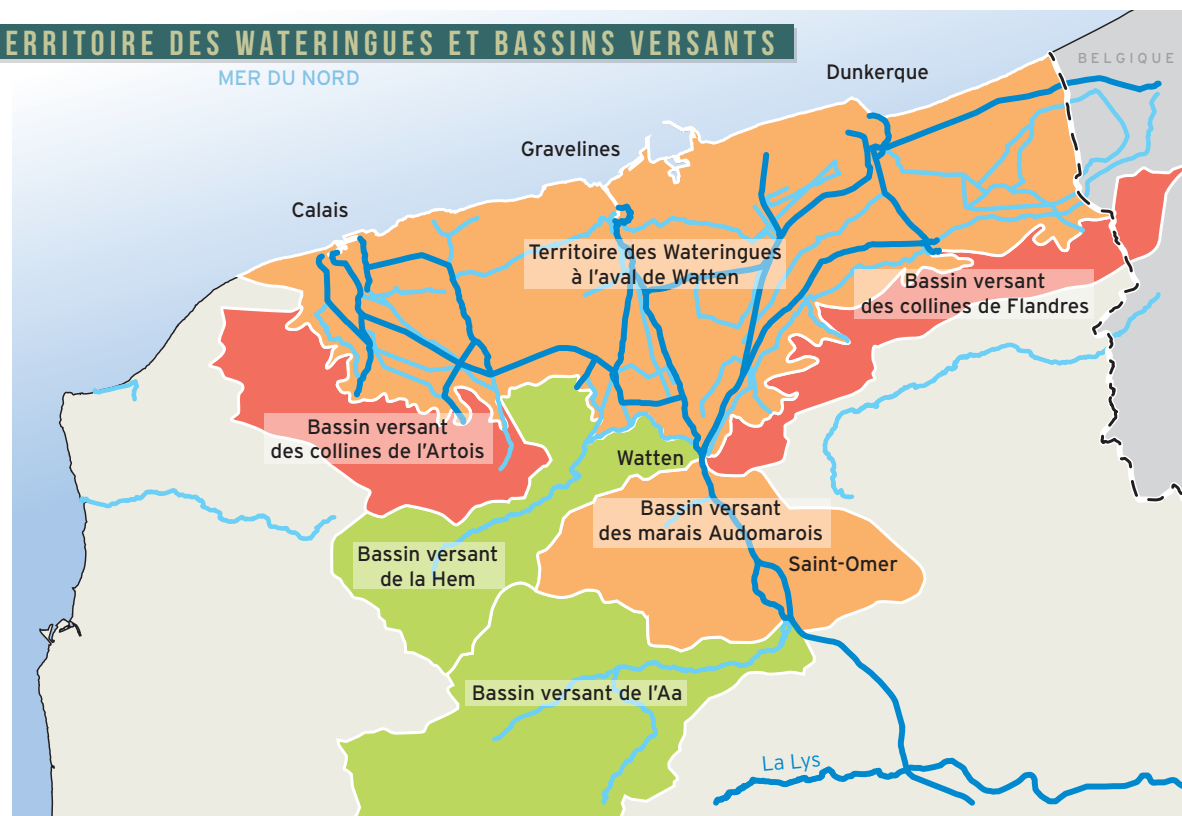 ERRITOIRE DES WATERINGUES ET BASSINS VERSANTS
MER DU NORD
BELGIQUE
Dunkerque
Gravelines
Calais
Territoire des Wateringues
à l'aval de Watten
Bassin versant
des collines de Flandres
Bassin versant
des collines de l'Artois
Watten
Bassin versant
des marais Audomarois
Saint-Omer
Bassin versant
de la Hem
Bassin versant de l'Aa
La Lys